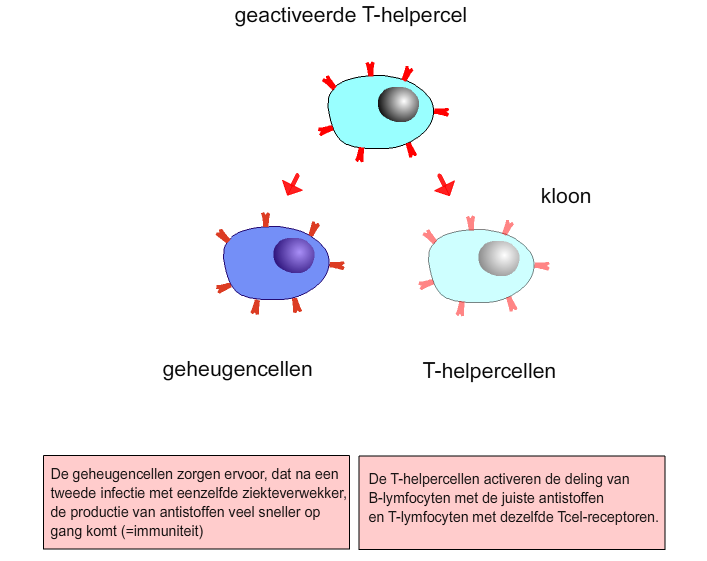 geactiveerde T-helpercel
kloon
geheugencellen
T-helpercellen
De geheugencellen zorgen ervoor, dat na een
tweede infectie met eenzelfde ziekteverwekker,
de productie van antistoffen veel sneller op
gang komt (=immuniteit)
De T-helpercellen activeren de deling van
B-lymfocyten met de juiste antistoffen
en T-lymfocyten met dezelfde Tcel-receptoren.